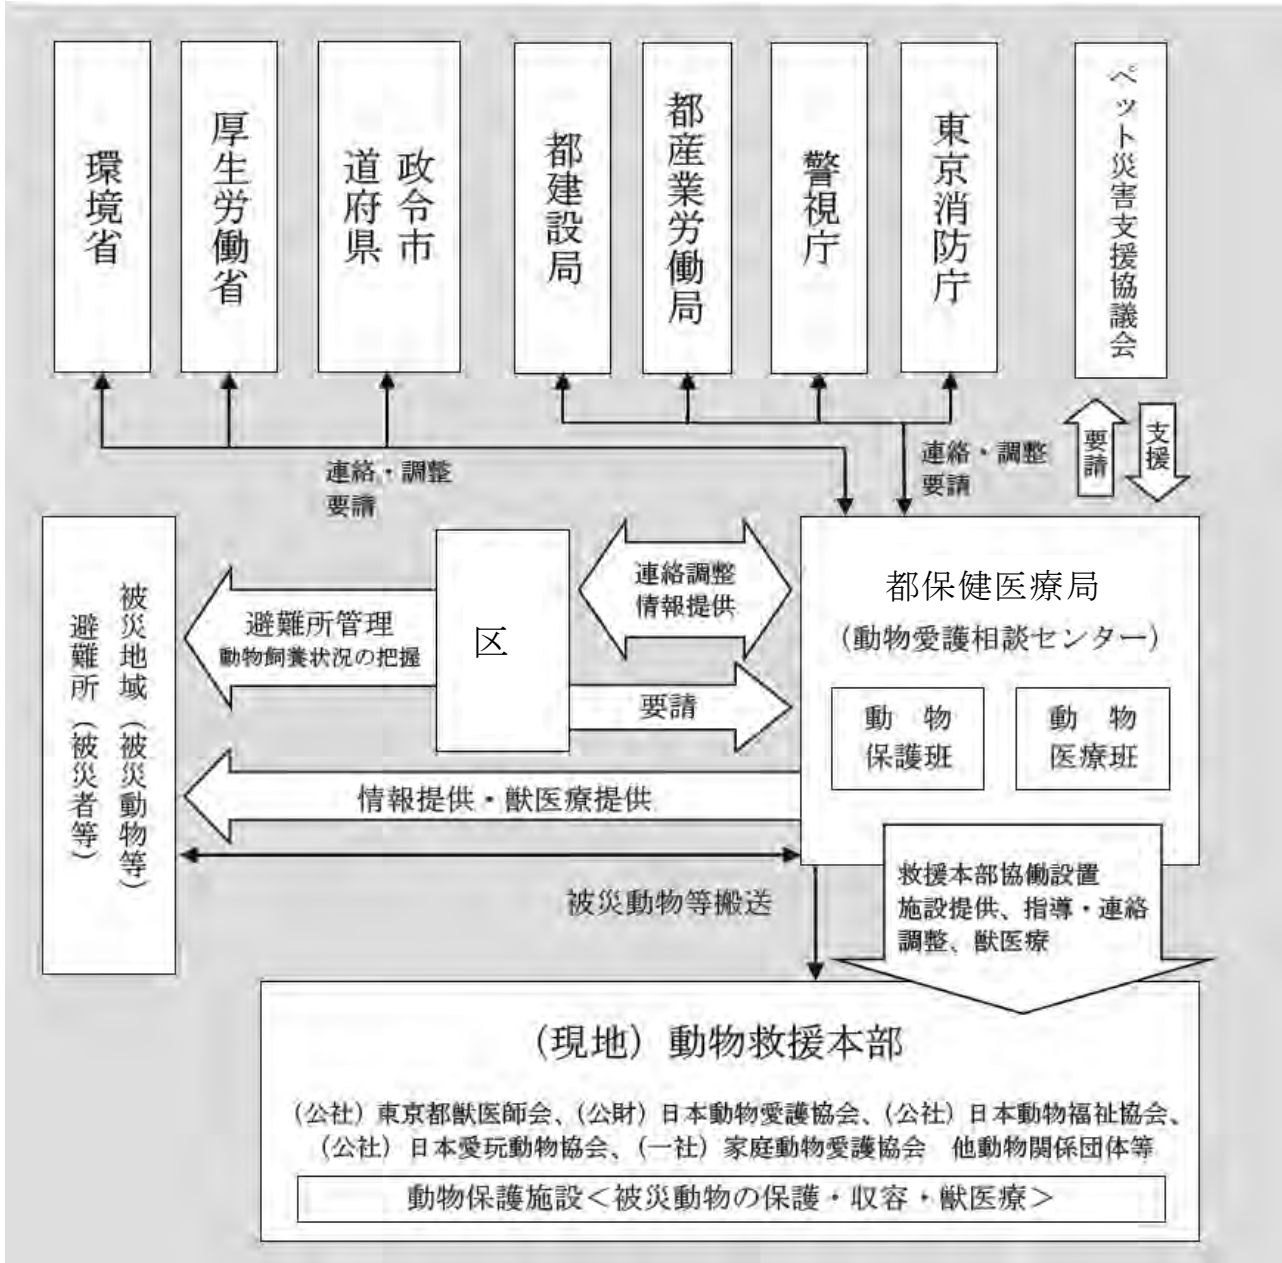 環境省
厚生労働省
政令市
道府県
都建設局
都産業労働局
警視庁
東京消防庁
ペット災害支援協議会
連絡・調整
要請
連絡・調整
要請
要請
支援
被災地域（被災動物等）
避難所（被災者等）
避難所管理
動物飼養状況の把握
区
連絡調整
情報提供
要請
都保健医療局
（動物愛護相談センター）
動　物
保護班
動　物
医療班
情報提供・獣医療提供
被災動物等搬送
救援本部協働設置
施設提供、指導・連絡
調整、獣医療
（現地）動物救援本部
（公社）東京都獣医師会、（公財）日本動物愛護協会、（公社）日本動物福祉協会、
（公社）日本愛玩動物協会、（一社）家庭動物愛護協会　他動物関係団体等
動物保護施設＜被災動物の保護・収容・獣医療＞